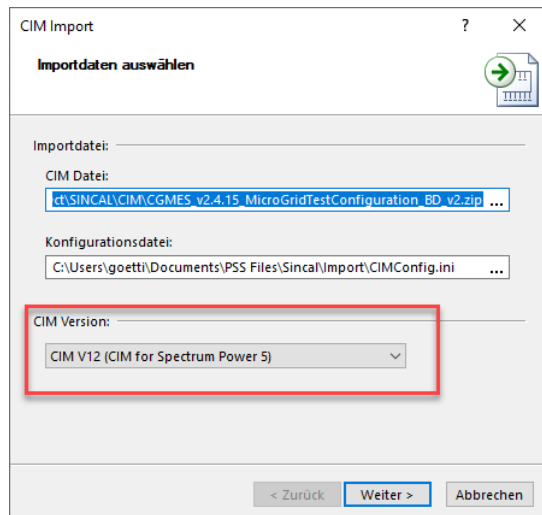 CIM Import
?
Importdaten auswählen
Importdatei:
CIM Datei:
ct\SINCAL\CIM\CGMES_v2.4.15_MicroGridTestConfiguration_BD_v2.zip ...
Konfigurationsdatei:
C:\Users\goetti\Documents\PSS Files\Sincal\Import\CIMConfig.ini ...
CIM Version:
CIM V12 (CIM for Spectrum Power 5)
< Zurück Weiter > Abbrechen